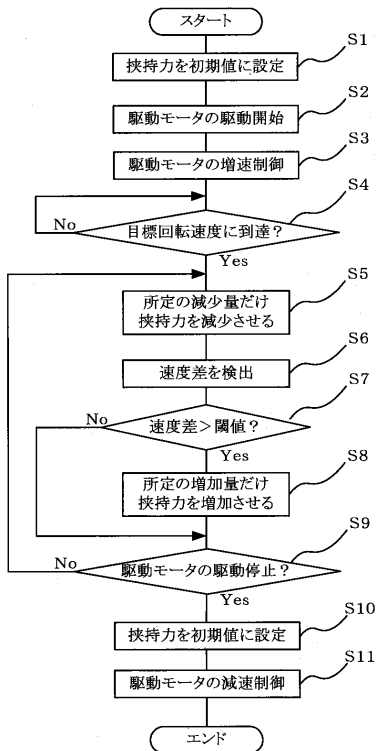 スタート
S1
挟持力を初期値に設定
S2
駆動モータの駆動開始
S3
駆動モータの増速制御
S4
No
目標回転速度に到達？
Yes
S5
所定の減少量だけ
挟持力を減少させる
S6
速度差を検出
S7
No
速度差＞閾値？
Yes
S8
所定の増加量だけ
挟持力を増加させる
S9
No
駆動モータの駆動停止？
Yes
S10
挟持力を初期値に設定
S11
駆動モータの減速制御
エンド